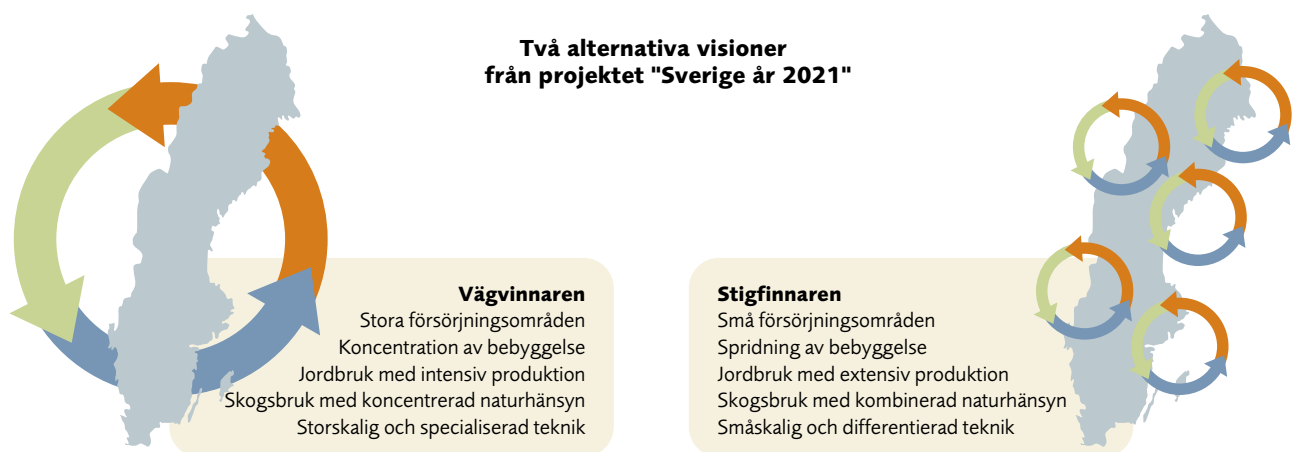 Två alternativa visioner
från projektet "Sverige år 2021"
Vägvinnaren
Stora försörjningsområden
Koncentration av bebyggelse
Jordbruk med intensiv produktion
Skogsbruk med koncentrerad naturhänsyn
Storskalig och specialiserad teknik
Stigfinnaren
Små försörjningsområden
Spridning av bebyggelse
Jordbruk med extensiv produktion
Skogsbruk med kombinerad naturhänsyn
Småskalig och differentierad teknik